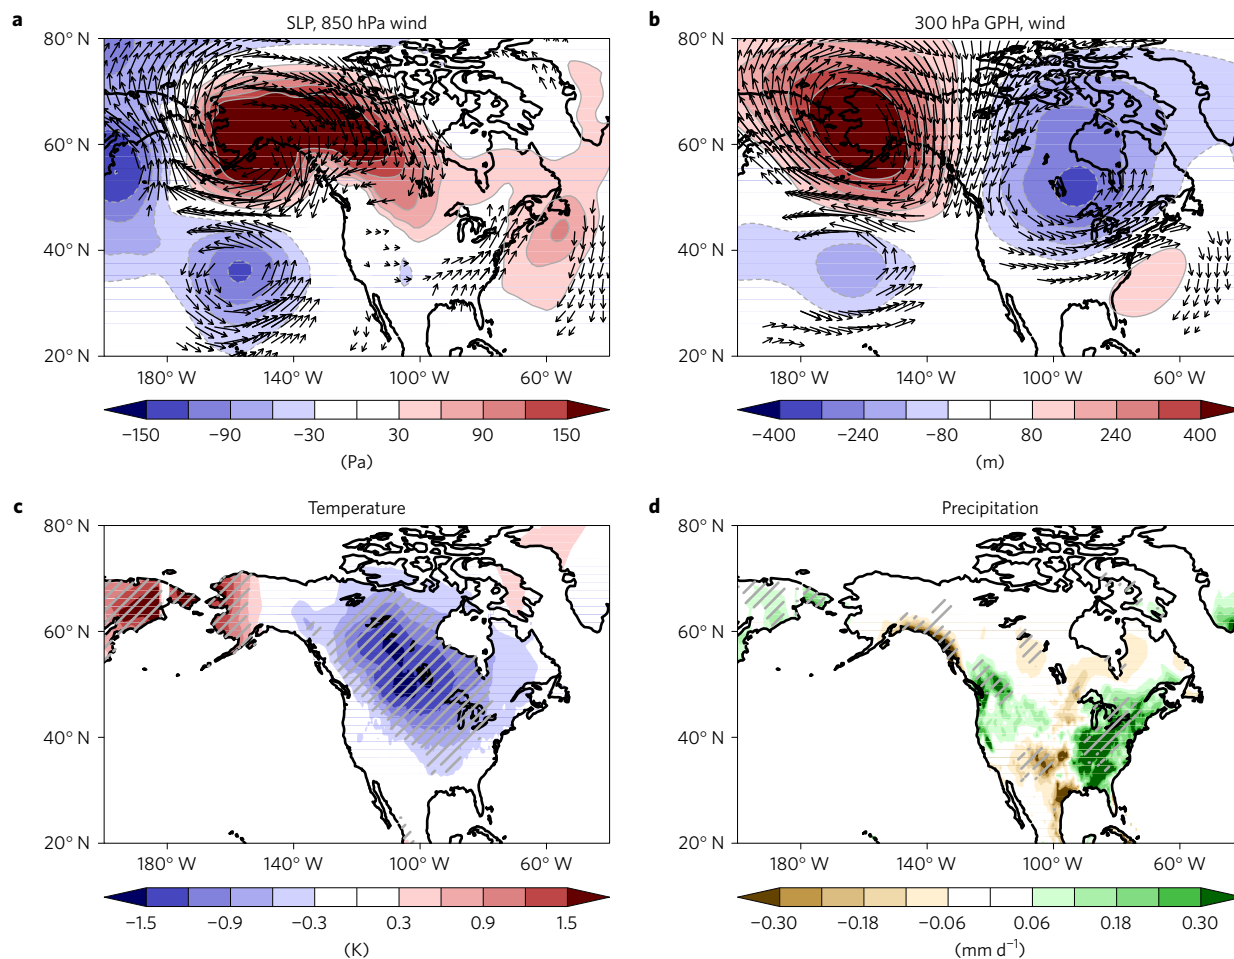 a SLP, 850 hPa wind
80° N
60° N
40° N
20° N
180° W 140° W 100° W 60° W
−150 −90 −30 30 90 150
(Pa)
b 300 hPa GPH, wind
80° N
60° N
40° N
20° N
180° W 140° W 100° W 60° W
−400 −240 −80 80 240 400
(m)
c Temperature
80° N
60° N
40° N
20° N
180° W 140° W 100° W 60° W
−1.5 −0.9 −0.3 0.3 0.9 1.5
(K)
d Precipitation
80° N
60° N
40° N
20° N
180° W 140° W 100° W 60° W
−0.30 −0.18 −0.06 0.06 0.18 0.30
(mm d⁻¹)